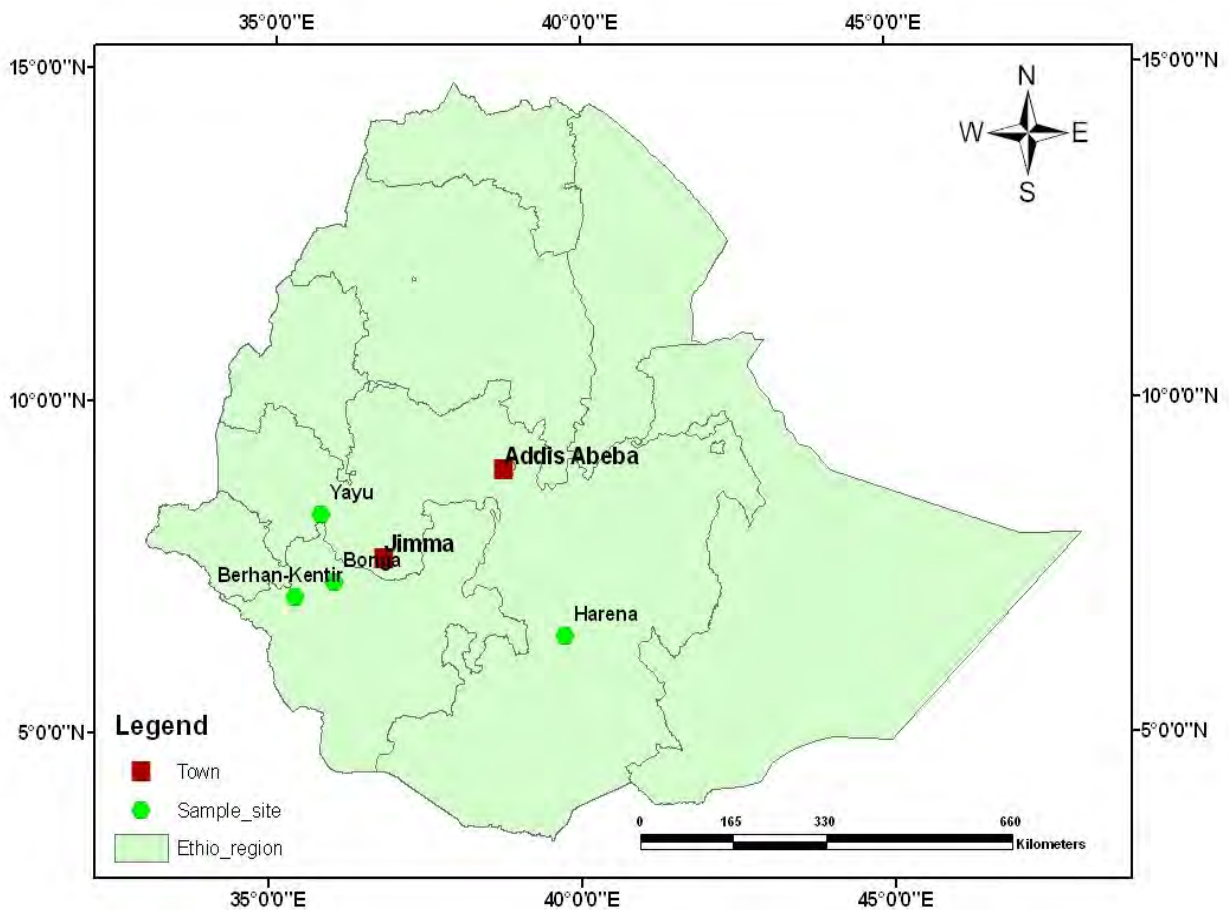 35°0'0"E 40°0'0"E 45°0'0"E
15°0'0"N 15°0'0"N
N
W E
S
10°0'0"N 10°0'0"N
Addis Abeba
Yayu
Jimma
Bonga
Berhan-Kentir
Harena
5°0'0"N 5°0'0"N
Legend
Town
Sample_site
Ethio_region
0 165 330 660
Kilometers
35°0'0"E 40°0'0"E 45°0'0"E